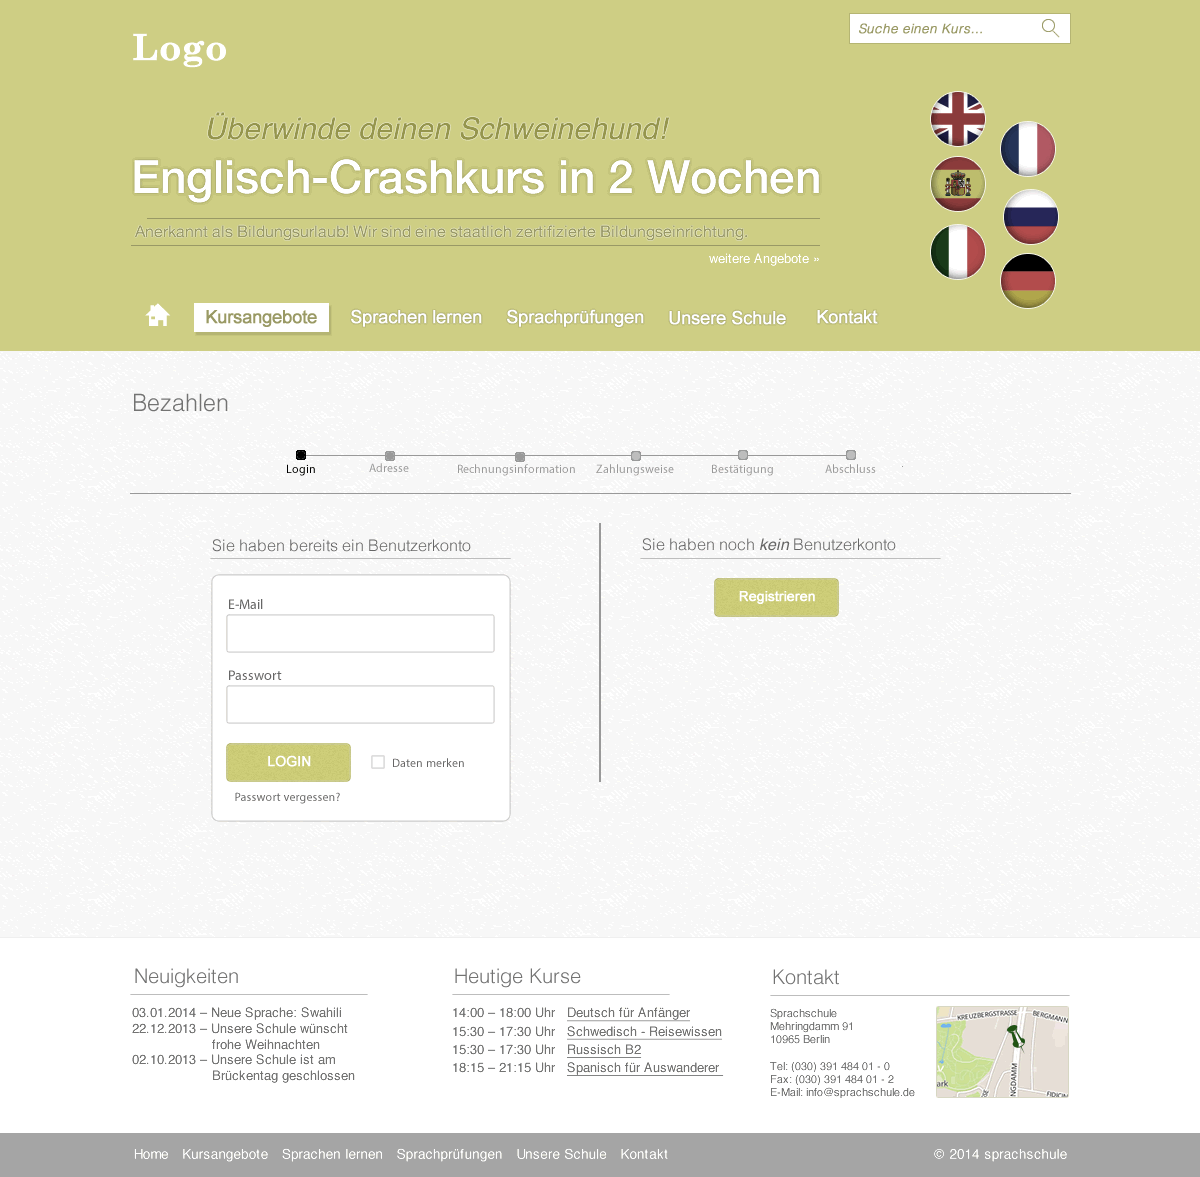 Logo
Suche einen Kurs...
Überwinde deinen Schweinehund!
Englisch-Crashkurs in 2 Wochen
Anerkannt als Bildungsurlaub! Wir sind eine staatlich zertifizierte Bildungseinrichtung.
weitere Angebote »
Kursangebote Sprachen lernen Sprachprüfungen Unsere Schule Kontakt
Bezahlen
Login Adresse Rechnungsinformation Zahlungsweise Bestätigung Abschluss
Sie haben bereits ein Benutzerkonto
E-Mail
Passwort
LOGIN Daten merken
Passwort vergessen?
Sie haben noch kein Benutzerkonto
Registrieren
Neuigkeiten
03.01.2014 – Neue Sprache: Swahili
22.12.2013 – Unsere Schule wünscht
frohe Weihnachten
02.10.2013 – Unsere Schule ist am
Brückentag geschlossen
Heutige Kurse
14:00 – 18:00 Uhr Deutsch für Anfänger
15:30 – 17:30 Uhr Schwedisch - Reisewissen
15:30 – 17:30 Uhr Russisch B2
18:15 – 21:15 Uhr Spanisch für Auswanderer
Kontakt
Sprachschule
Mehringdamm 91
10965 Berlin
Tel: (030) 391 484 01 - 0
Fax: (030) 391 484 01 - 2
E-Mail: info@sprachschule.de
KREUZBERGSTRASSE
BERGMANN
ark
NGDAMM
FIDICIN
Home Kursangebote Sprachen lernen Sprachprüfungen Unsere Schule Kontakt
© 2014 sprachschule